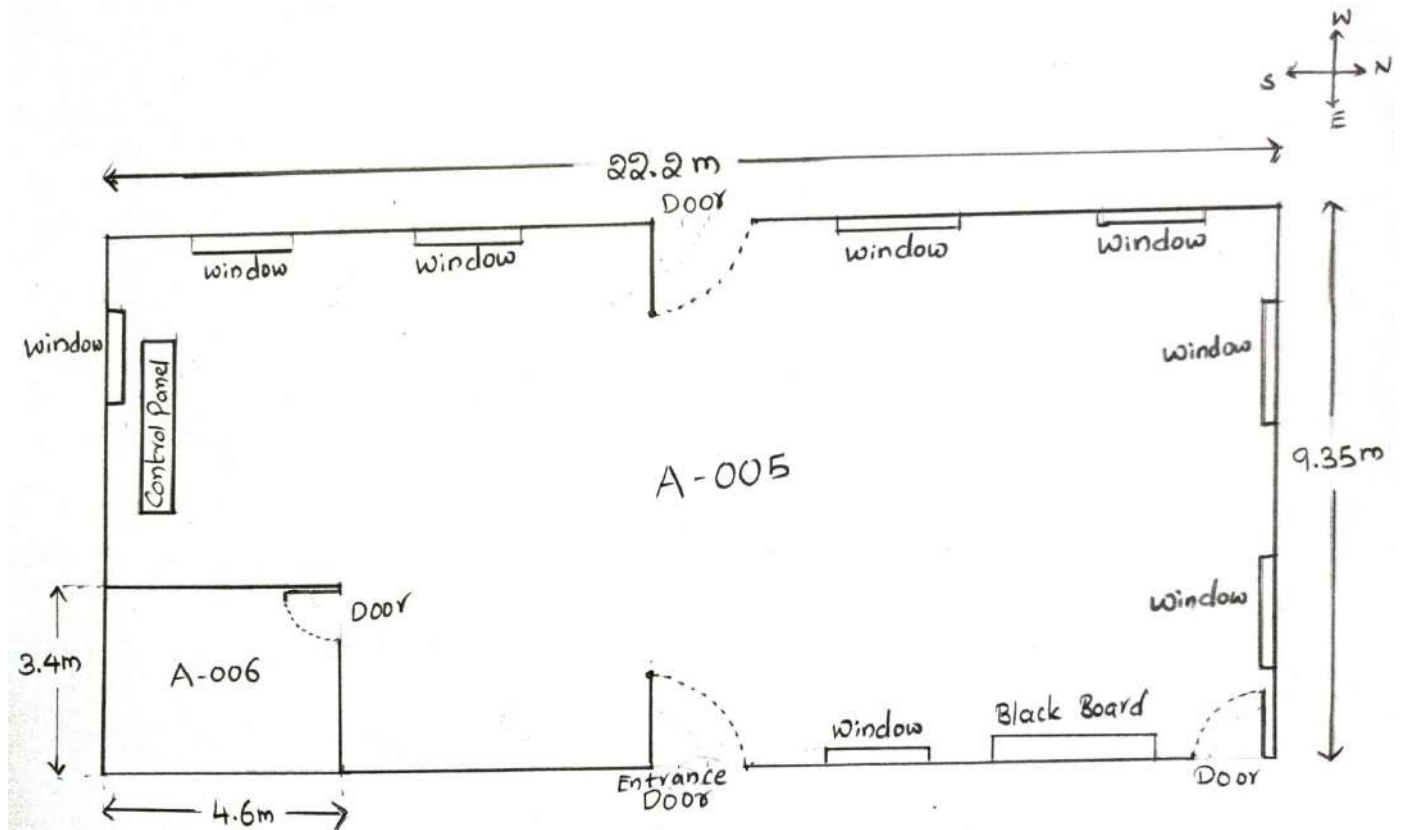 W
S N
E
22.2 m
Door
window
window
window
window
window
Control Panel
window
A-005
9.35m
window
Door
3.4m
A-006
window
Black Board
Entrance
Door
Door
4.6m